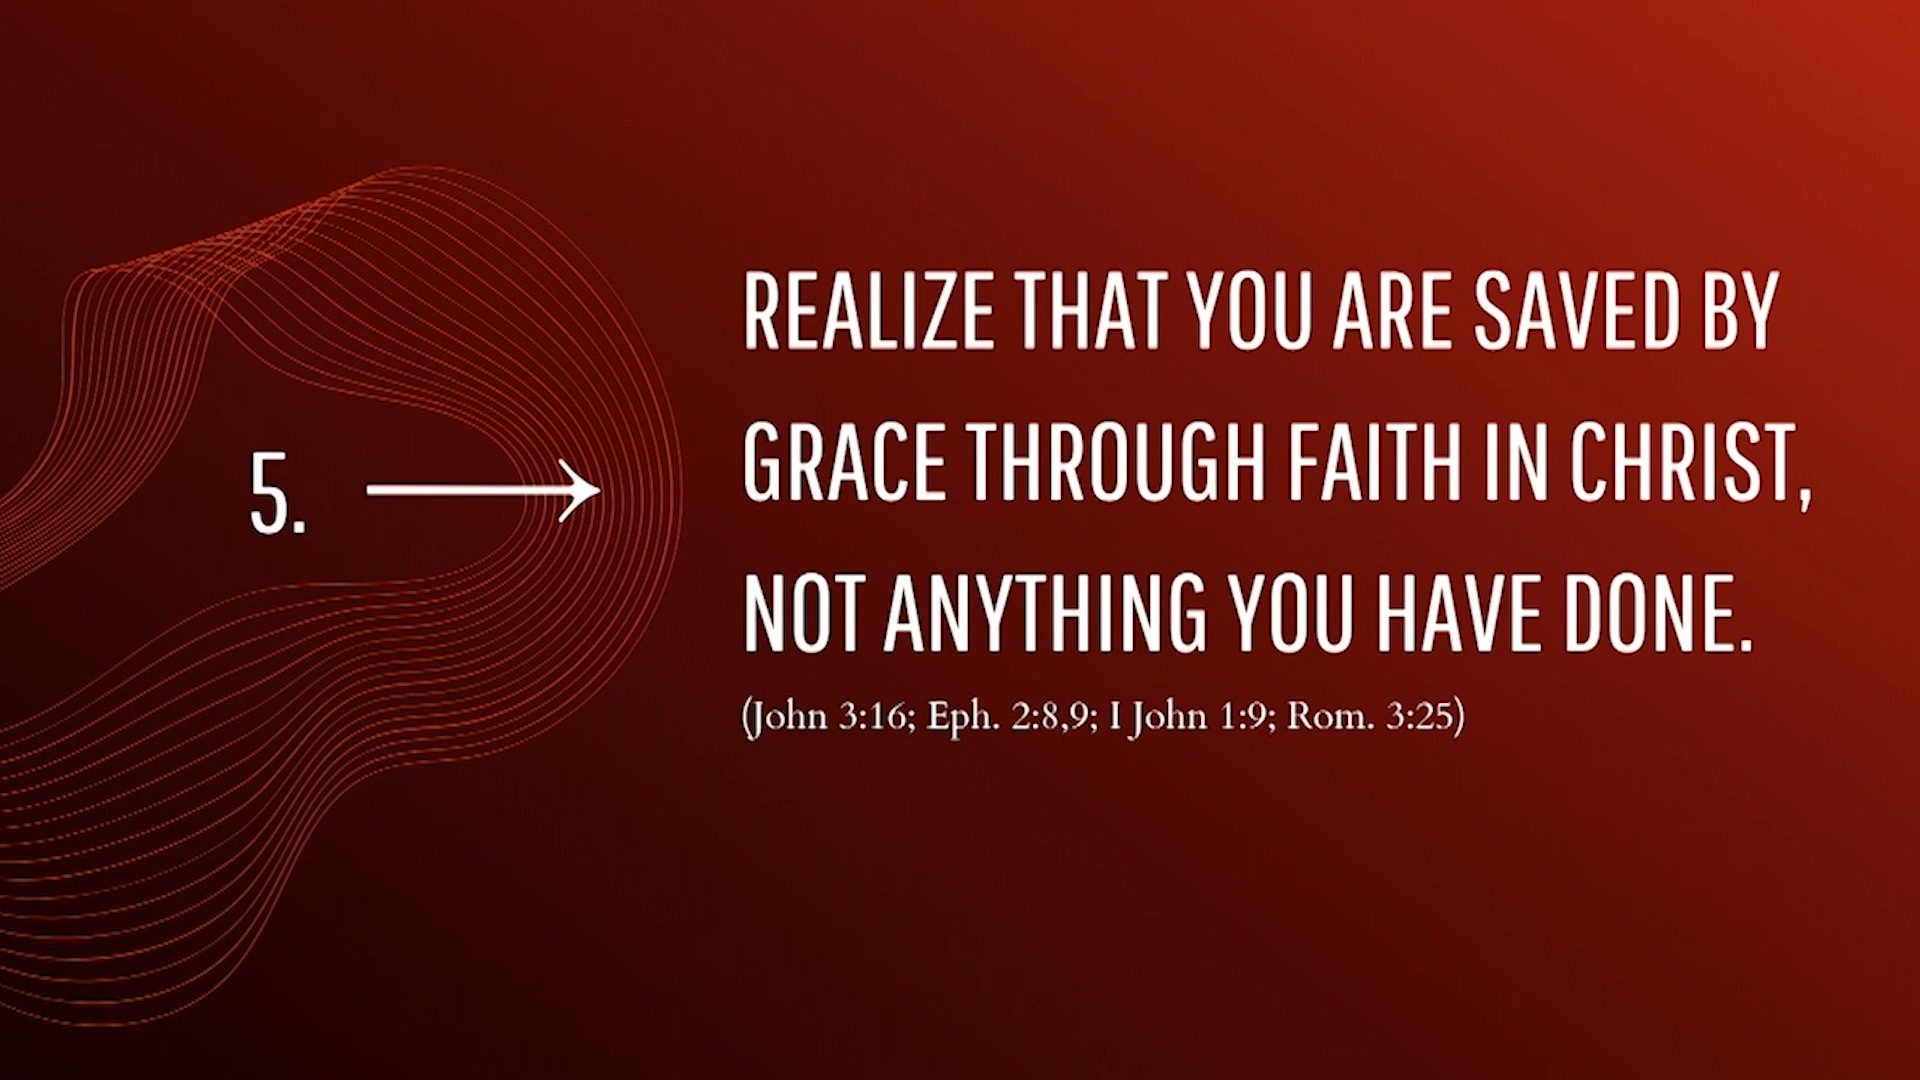 5.
REALIZE THAT YOU ARE SAVED BY
GRACE THROUGH FAITH IN CHRIST,
NOT ANYTHING YOU HAVE DONE.
(John 3:16; Eph. 2:8,9; I John 1:9; Rom. 3:25)